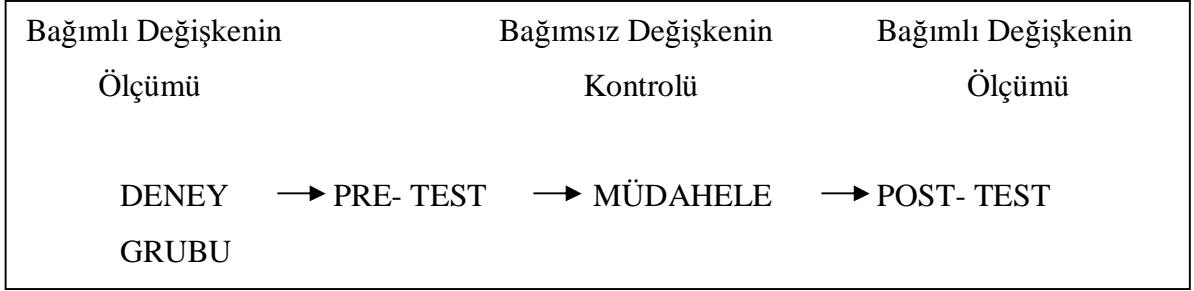 Bağımlı Değişkenin Bağımsız Değişkenin Bağımlı Değişkenin
Ölçümü Kontrolü Ölçümü
DENEY → PRE- TEST → MÜDAHELE → POST- TEST
GRUBU